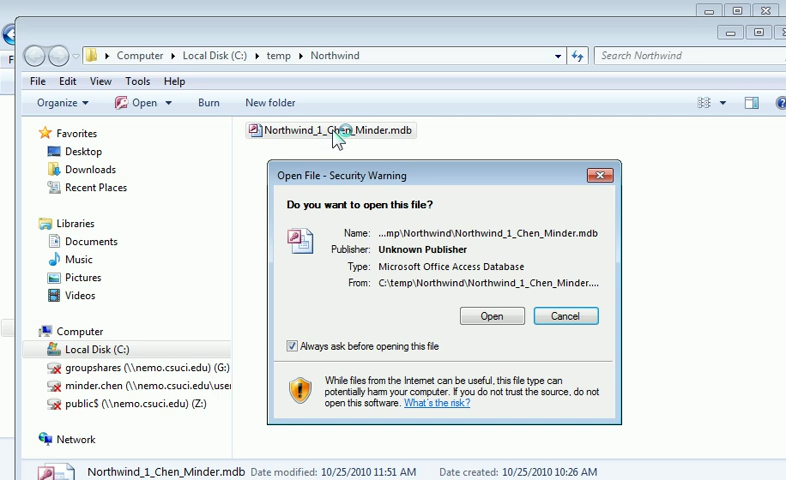 Computer ▸ Local Disk (C:) ▸ temp ▸ Northwind
Search Northwind
File Edit View Tools Help
Organize Open Burn New folder
Favorites
Desktop
Downloads
Recent Places
Libraries
Documents
Music
Pictures
Videos
Computer
Local Disk (C:)
groupshares (\\nemo.csuci.edu) (G:)
minder.chen (\\nemo.csuci.edu\use
public$ (\\nemo.csuci.edu) (Z:)
Network
Northwind_1_Chen_Minder.mdb
Open File - Security Warning
Do you want to open this file?
Name: ...mp\Northwind\Northwind_1_Chen_Minder.mdb
Publisher: Unknown Publisher
Type: Microsoft Office Access Database
From: C:\temp\Northwind\Northwind_1_Chen_Minder....
Open Cancel
Always ask before opening this file
While files from the Internet can be useful, this file type can
potentially harm your computer. If you do not trust the source, do not
open this software. What's the risk?
Northwind_1_Chen_Minder.mdb Date modified: 10/25/2010 11:51 AM Date created: 10/25/2010 10:26 AM